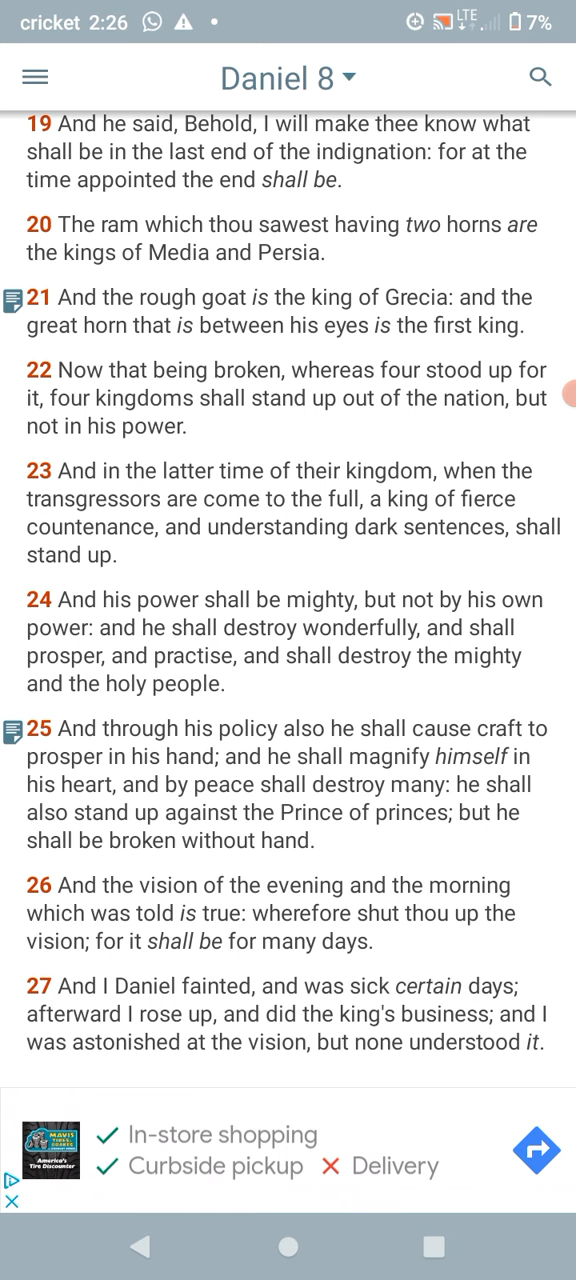 cricket 2:26 LTE 7%
Daniel 8
19 And he said, Behold, I will make thee know what
shall be in the last end of the indignation: for at the
time appointed the end shall be.
20 The ram which thou sawest having two horns are
the kings of Media and Persia.
21 And the rough goat is the king of Grecia: and the
great horn that is between his eyes is the first king.
22 Now that being broken, whereas four stood up for
it, four kingdoms shall stand up out of the nation, but
not in his power.
23 And in the latter time of their kingdom, when the
transgressors are come to the full, a king of fierce
countenance, and understanding dark sentences, shall
stand up.
24 And his power shall be mighty, but not by his own
power: and he shall destroy wonderfully, and shall
prosper, and practise, and shall destroy the mighty
and the holy people.
25 And through his policy also he shall cause craft to
prosper in his hand; and he shall magnify himself in
his heart, and by peace shall destroy many: he shall
also stand up against the Prince of princes; but he
shall be broken without hand.
26 And the vision of the evening and the morning
which was told is true: wherefore shut thou up the
vision; for it shall be for many days.
27 And I Daniel fainted, and was sick certain days;
afterward I rose up, and did the king's business; and I
was astonished at the vision, but none understood it.
MAVIS
TIRES &
BRAKES
America's
Tire Discounter
In-store shopping
Curbside pickup Delivery